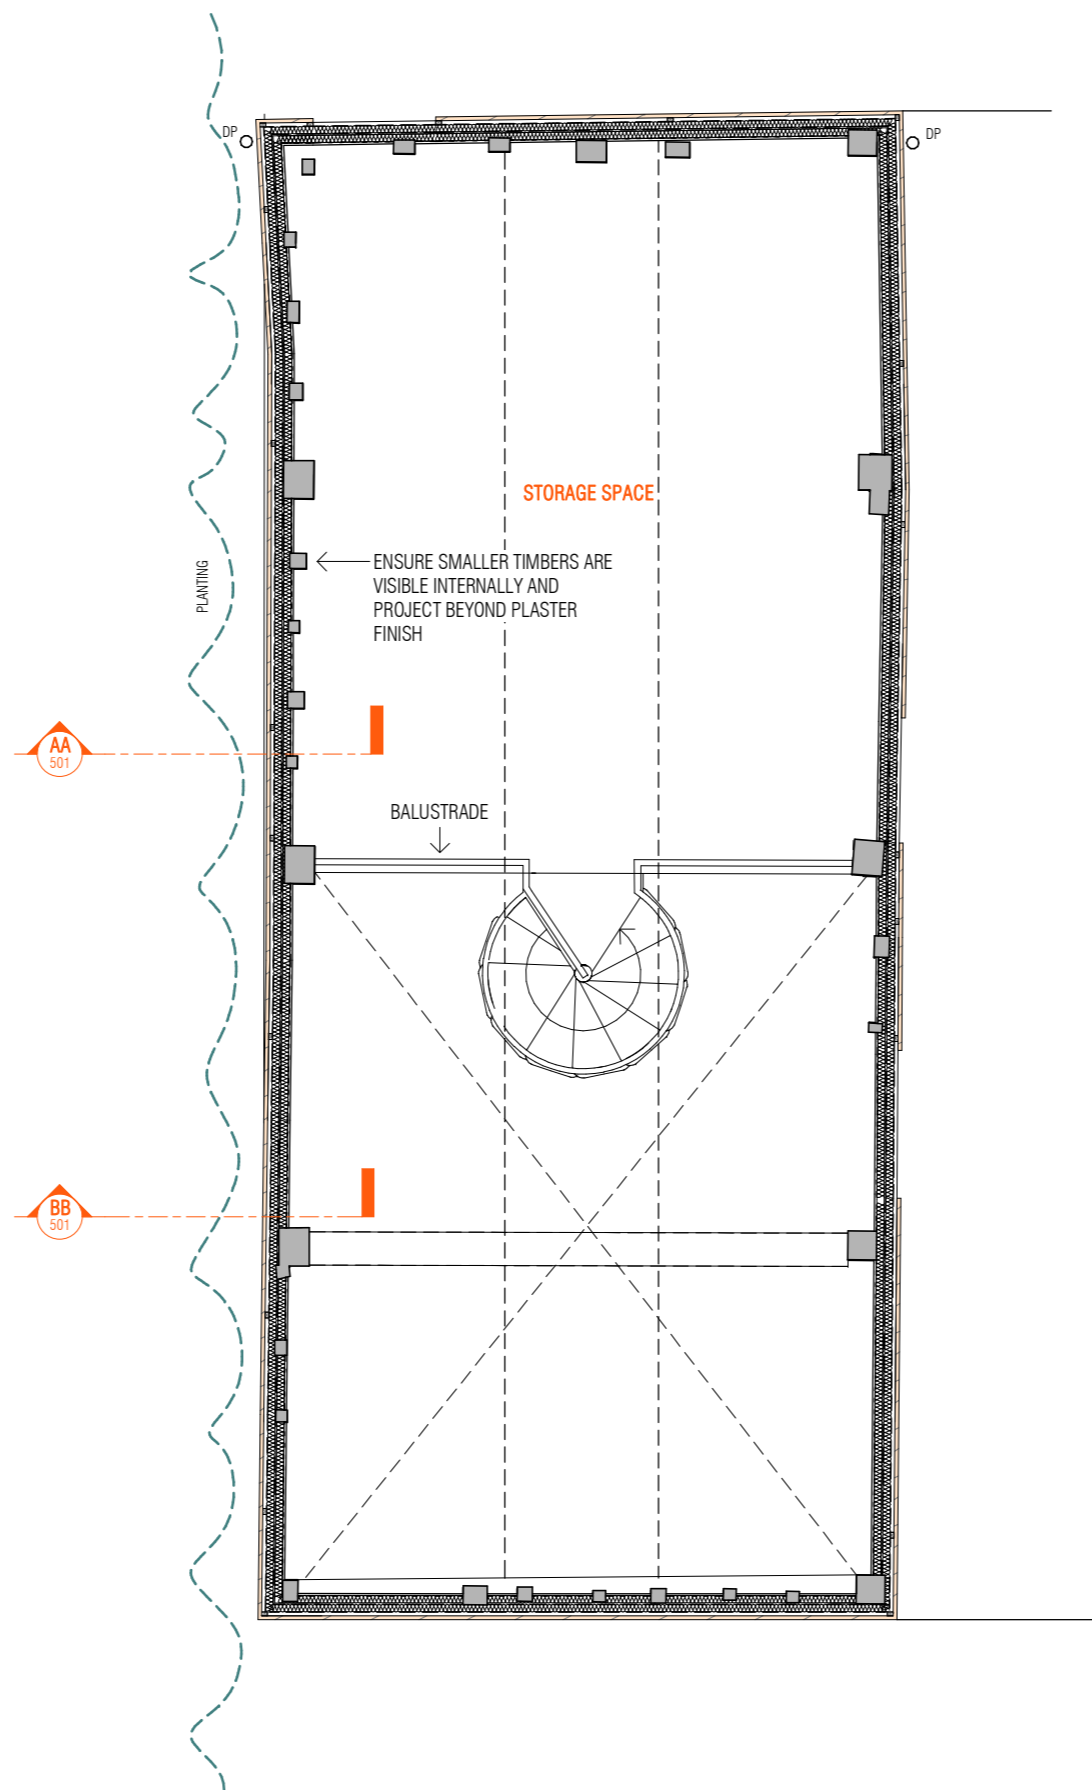 DP
DP
STORAGE SPACE
ENSURE SMALLER TIMBERS ARE
VISIBLE INTERNALLY AND
PROJECT BEYOND PLASTER
FINISH
PLANTING
AA
501
BALUSTRADE
BB
501